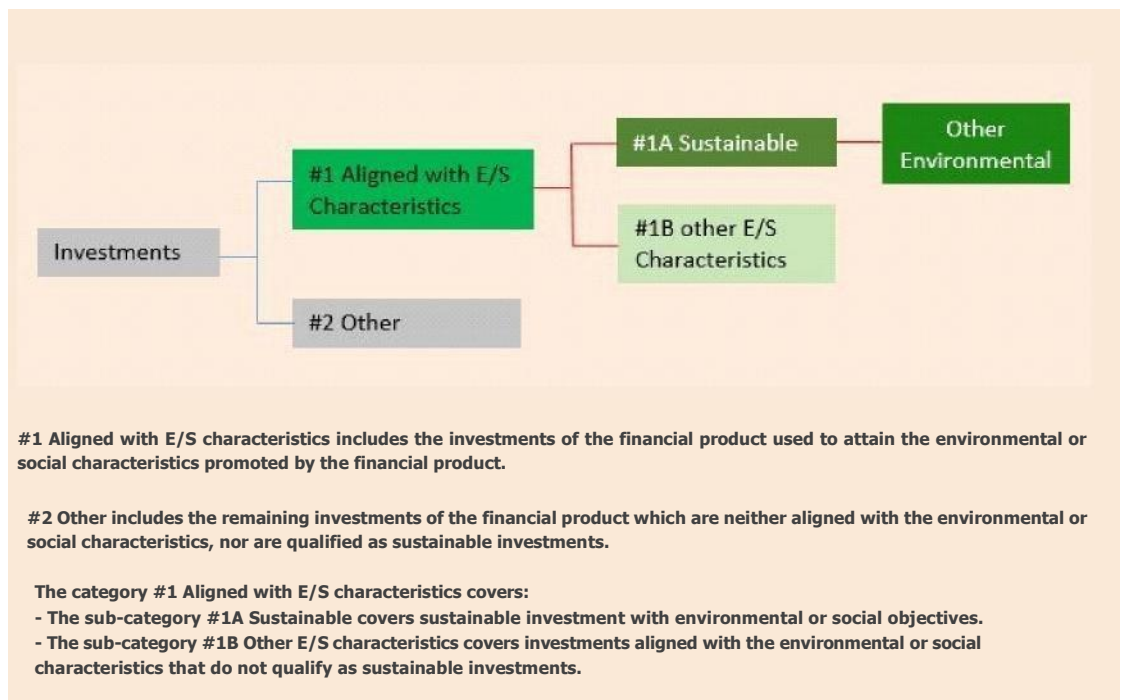 Investments
#1 Aligned with E/S
Characteristics
#2 Other
#1A Sustainable
#1B other E/S
Characteristics
Other
Environmental
#1 Aligned with E/S characteristics includes the investments of the financial product used to attain the environmental or
social characteristics promoted by the financial product.
#2 Other includes the remaining investments of the financial product which are neither aligned with the environmental or
social characteristics, nor are qualified as sustainable investments.
The category #1 Aligned with E/S characteristics covers:
- The sub-category #1A Sustainable covers sustainable investment with environmental or social objectives.
- The sub-category #1B Other E/S characteristics covers investments aligned with the environmental or social
characteristics that do not qualify as sustainable investments.